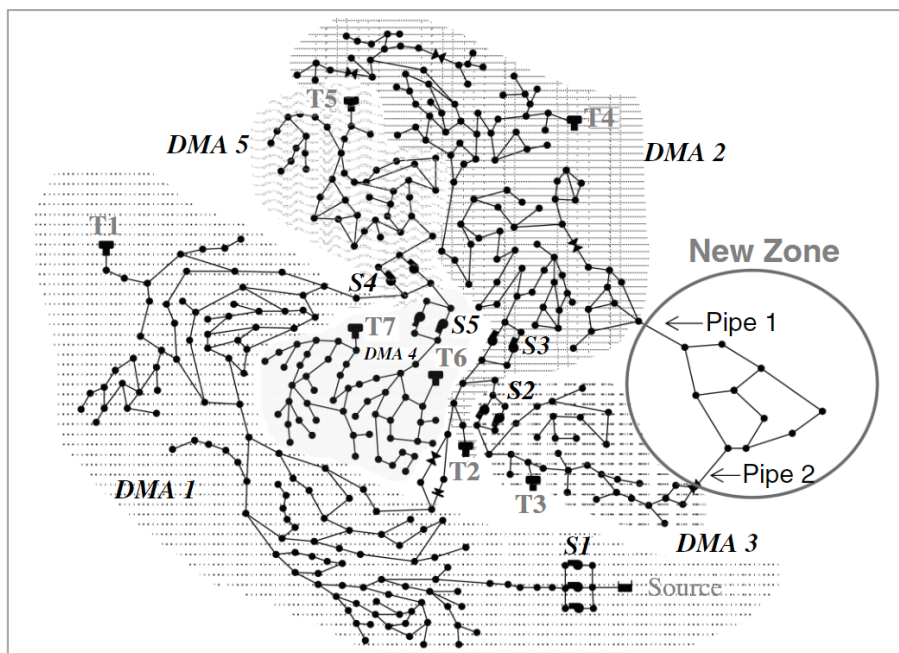 T5
T4
DMA 5
DMA 2
T1
New Zone
S4
Pipe 1
T7
S5
S3
DMA 4
T6
S2
T2
Pipe 2
DMA 1
T3
DMA 3
S1
Source